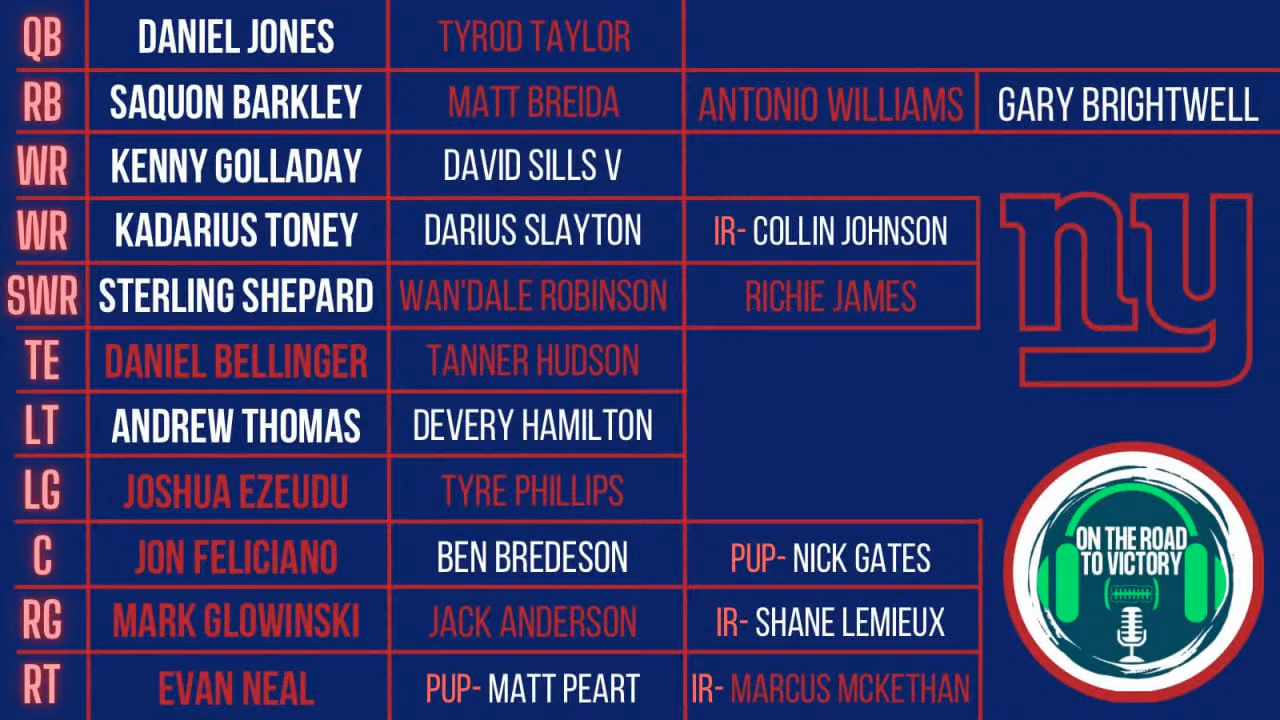 QB DANIEL JONES TYROD TAYLOR
RB SAQUON BARKLEY MATT BREIDA ANTONIO WILLIAMS GARY BRIGHTWELL
WR KENNY GOLLADAY DAVID SILLS V
WR KADARIUS TONEY DARIUS SLAYTON IR- COLLIN JOHNSON
SWR STERLING SHEPARD WAN'DALE ROBINSON RICHIE JAMES
ny
TE DANIEL BELLINGER TANNER HUDSON
LT ANDREW THOMAS DEVERY HAMILTON
LG JOSHUA EZEUDU TYRE PHILLIPS
C JON FELICIANO BEN BREDESON PUP- NICK GATES
RG MARK GLOWINSKI JACK ANDERSON IR- SHANE LEMIEUX
RT EVAN NEAL PUP- MATT PEART IR- MARCUS MCKETHAN
ON THE ROAD
TO VICTORY